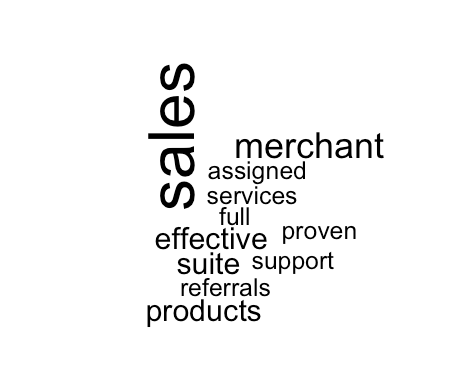 sales
merchant
assigned
services
full
effective proven
suite support
referrals
products